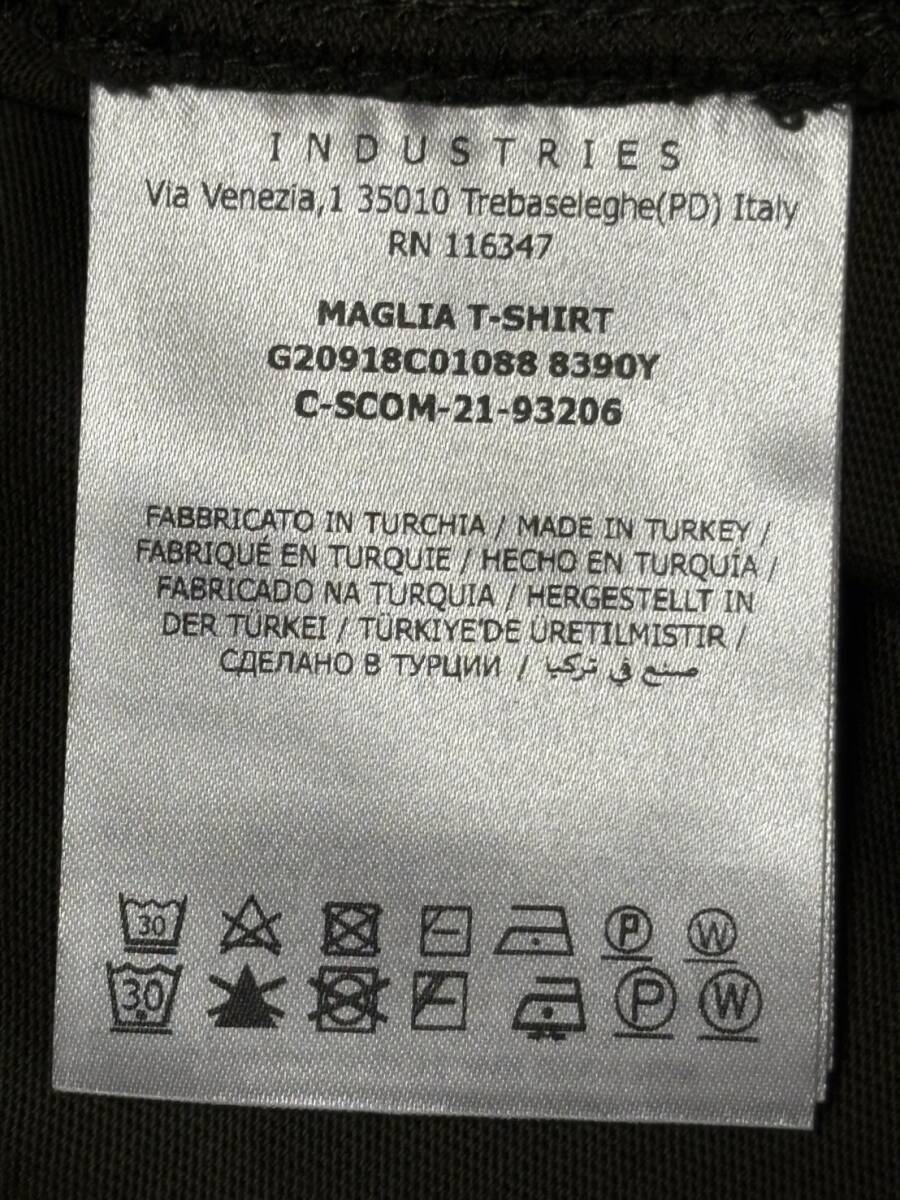 INDUSTRIES
Via Venezia,1 35010 Trebaseleghe(PD) Italy
RN 116347
MAGLIA T-SHIRT
G20918C01088 8390Y
C-SCOM-21-93206
FABBRICATO IN TURCHIA / MADE IN TURKEY /
FABRIQUÉ EN TURQUIE / HECHO EN TURQUÍA /
FABRICADO NA TURQUIA / HERGESTELLT IN
DER TÜRKEI / TÜRKIYE'DE URETILMISTIR /
СДЕЛАНО В ТУРЦИИ / صنع في تركيا
30 P W
30 P W